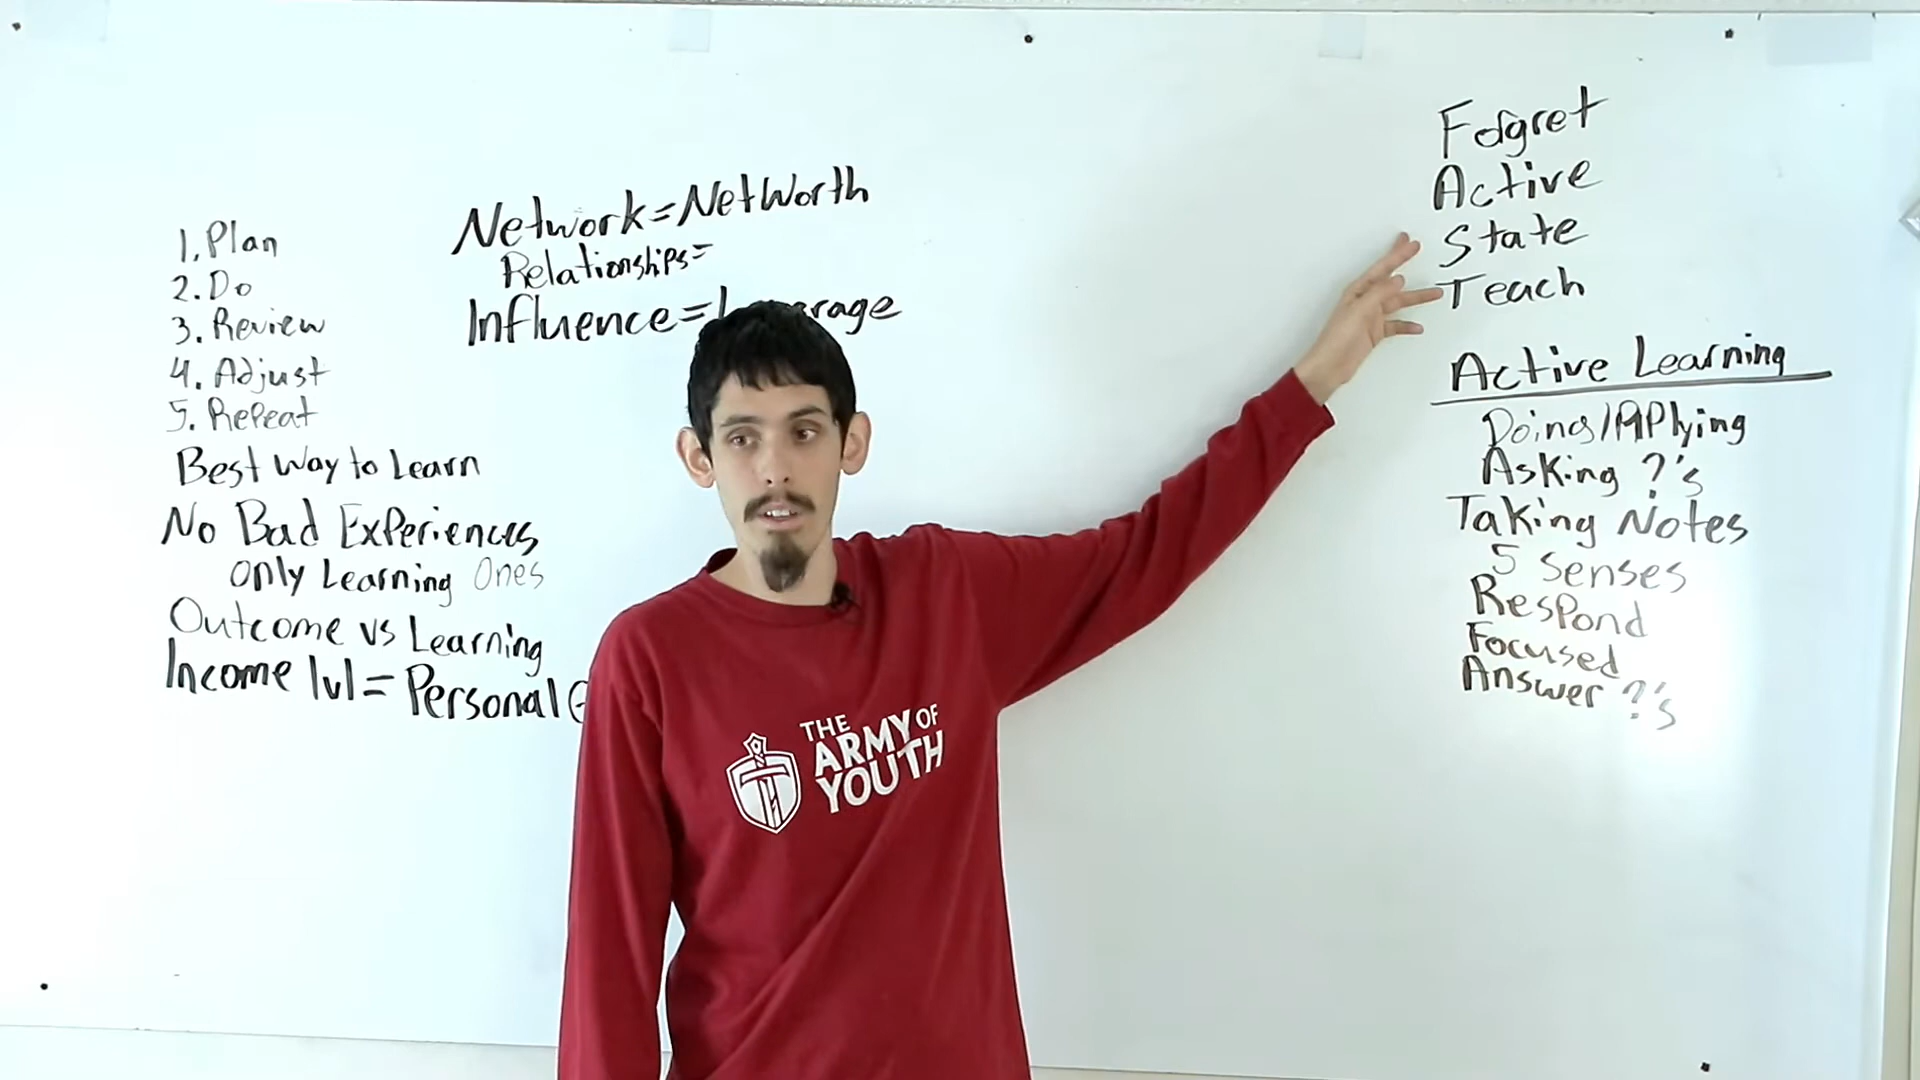 1. Plan
2. Do
3. Review
4. Adjust
5. Repeat
Best Way to Learn
No Bad Experiences
only Learning Ones
Outcome vs Learning
Income lvl = Personal
Network = NetWorth
Relationships=
Influence =
Fofgret
Active
State
Teach
Active Learning
Doing/APPlying
Asking ?'s
Taking Notes
5 Senses
Respond
Focused
Answer ?'s
THE
ARMY OF
YOUTH